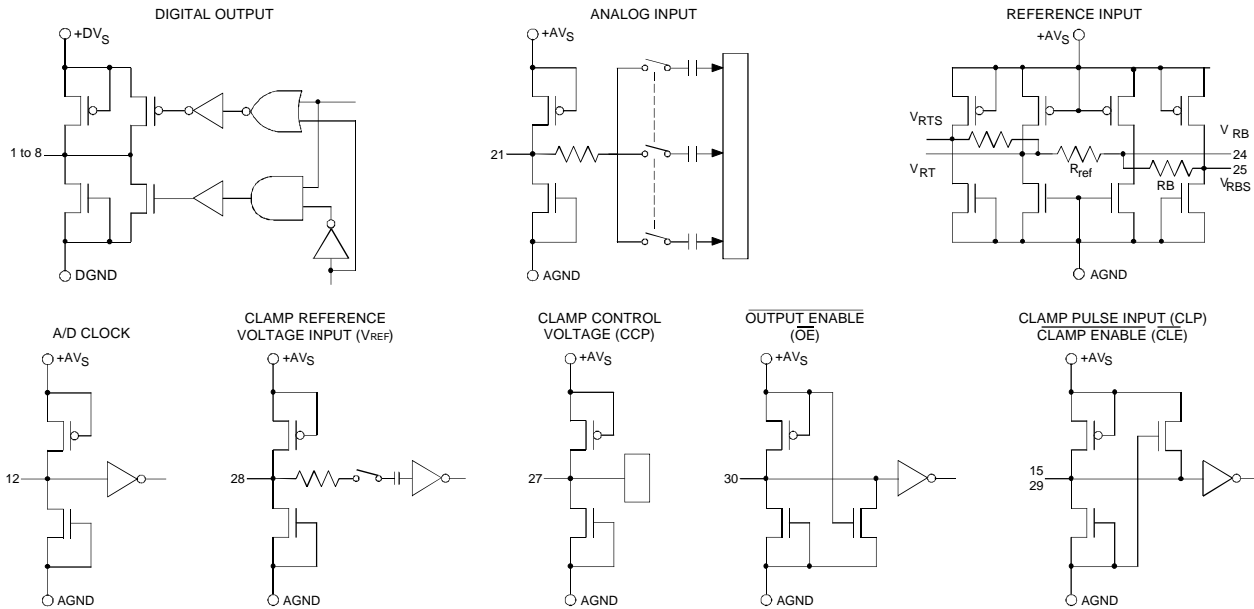 DIGITAL OUTPUT
+DVS
1 to 8
DGND
ANALOG INPUT
+AVS
21
AGND
REFERENCE INPUT
+AVS
VRTS
VRT
Rref
RB
VRB
24
25
VRBS
AGND
A/D CLOCK
+AVS
12
AGND
CLAMP REFERENCE
VOLTAGE INPUT (VREF)
+AVS
28
AGND
CLAMP CONTROL
VOLTAGE (CCP)
+AVS
27
AGND
OUTPUT ENABLE
(OE)
+AVS
30
AGND
CLAMP PULSE INPUT (CLP)
CLAMP ENABLE (CLE)
+AVS
15
29
AGND